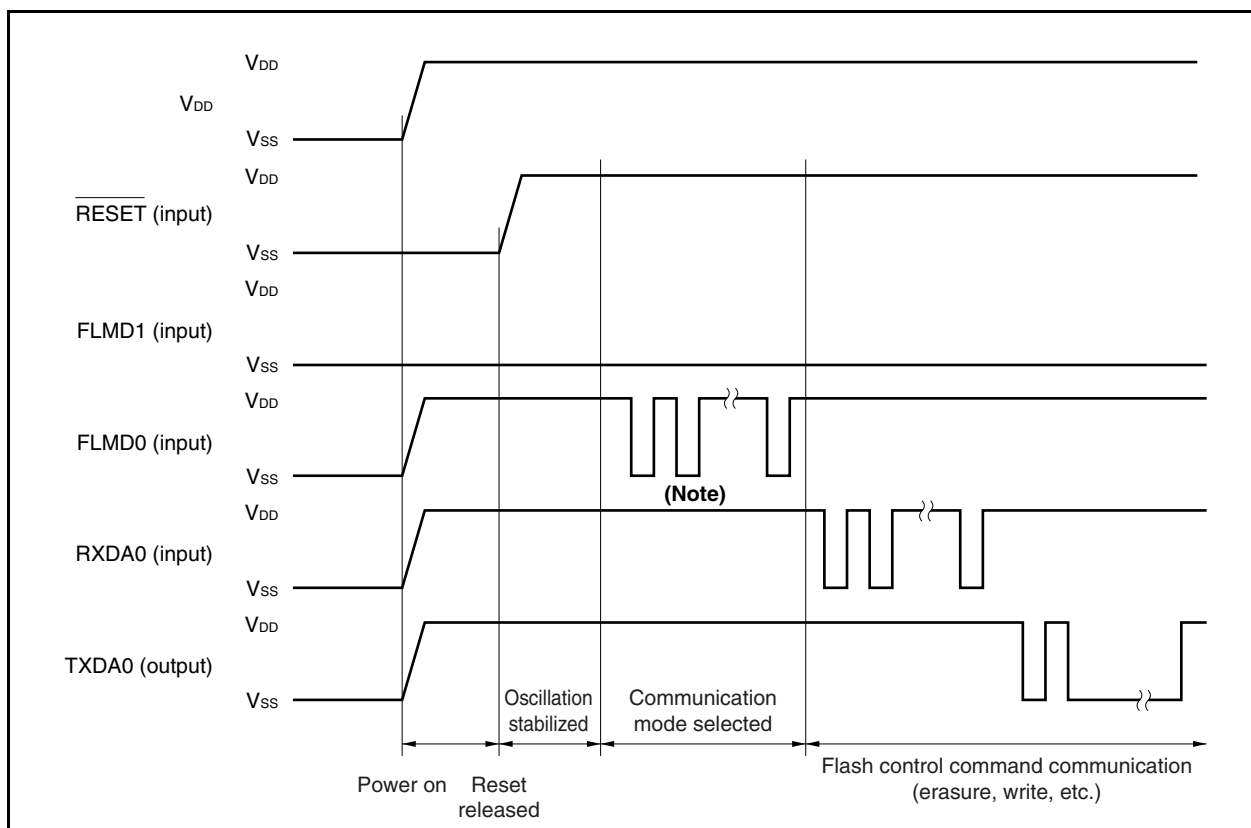 VDD
VDD
VSS
VDD
RESET (input)
VSS
VDD
FLMD1 (input)
VSS
VDD
FLMD0 (input)
VSS
(Note)
VDD
RXDA0 (input)
VSS
VDD
TXDA0 (output)
VSS
Oscillation
stabilized
Communication
mode selected
Power on
Reset
released
Flash control command communication
(erasure, write, etc.)